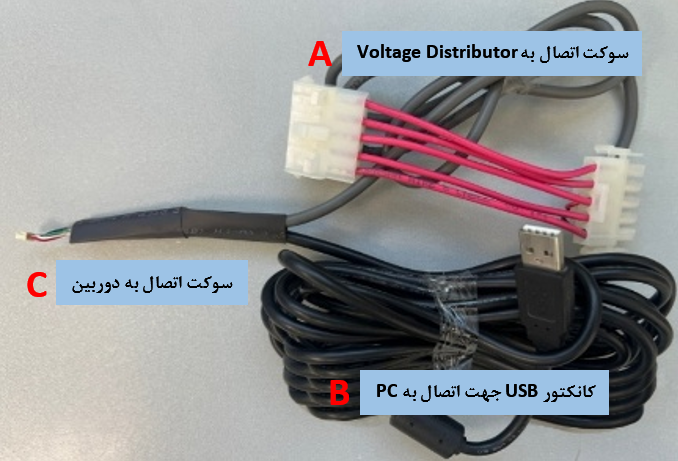 A
سوکت اتصال به Voltage Distributor
C
سوکت اتصال به دوربین
B
کانکتور USB جهت اتصال به PC